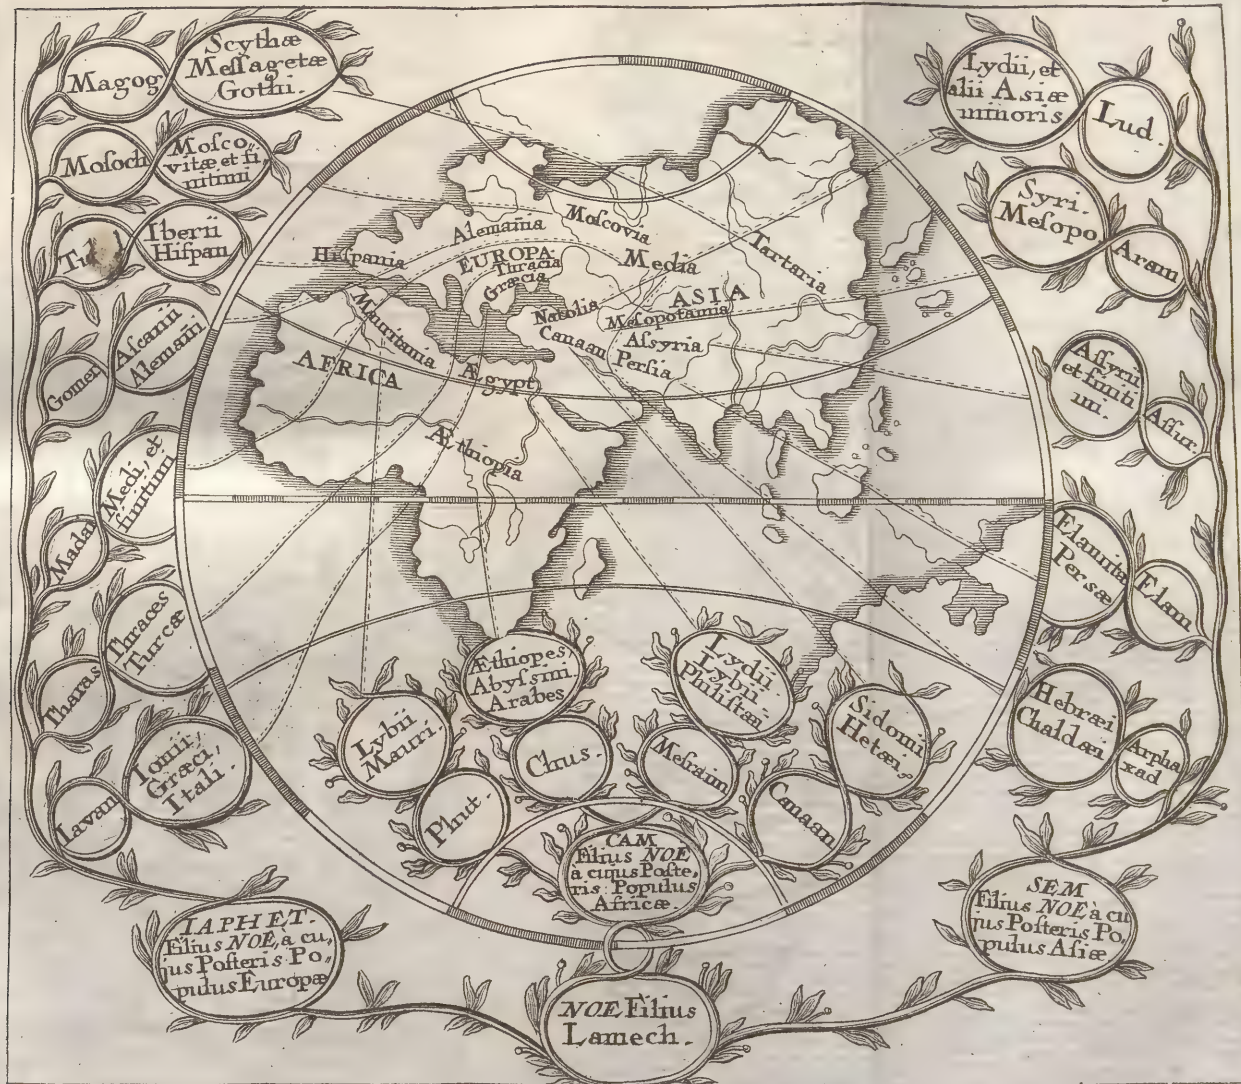 Magog
Scythæ
Meſſagetæ
Gothi.
Moſoch
Moſco,,
vitæ et fi,
nitimi
Iberii
Hiſpan
Gomer
Aſcanii
Alemañi
Madai
Medi, et
finitimi
Tharas
Thraces
Turcæ
Iavan
Ionii,
Græci,
Itali.
Lydii, et
alii Asiæ
minoris
Lud.
Syri.
Meſopo
Aram
Aſſyrii
et finiti
mi.
Aſſur.
Elamitæ
Persæ
Elam
Hebræi
Chaldæi
Arpha
xad
Hiſpania
Alemañia
Moſcovia
EUROPA
Thracia
Græcia
Media
Tartaria
Mauritania
Natolia
ASIA
Meſopotamia
Canaan
Aſſyria
Perſia
AFRICA
Ægypt
Æthiopia
Æthiopes,
Abyſsini
Arabes
Lydii
Lybii
Philiſtæi
Lybii
Mauri.
Chus.
Meſraim
Sidonii
Hetæi
Phut.
Canaan
CAM
Filius NOE
à cujus Poſte,
ris Populus
Africæ.
IAPHET.
Filius NOE, à cu,
jus Poſteris Po,,
pulus Europæ
SEM
Filius NOE, à cu
jus Poſteris Po,
pulus Aſiæ
NOE Filius
Lamech.